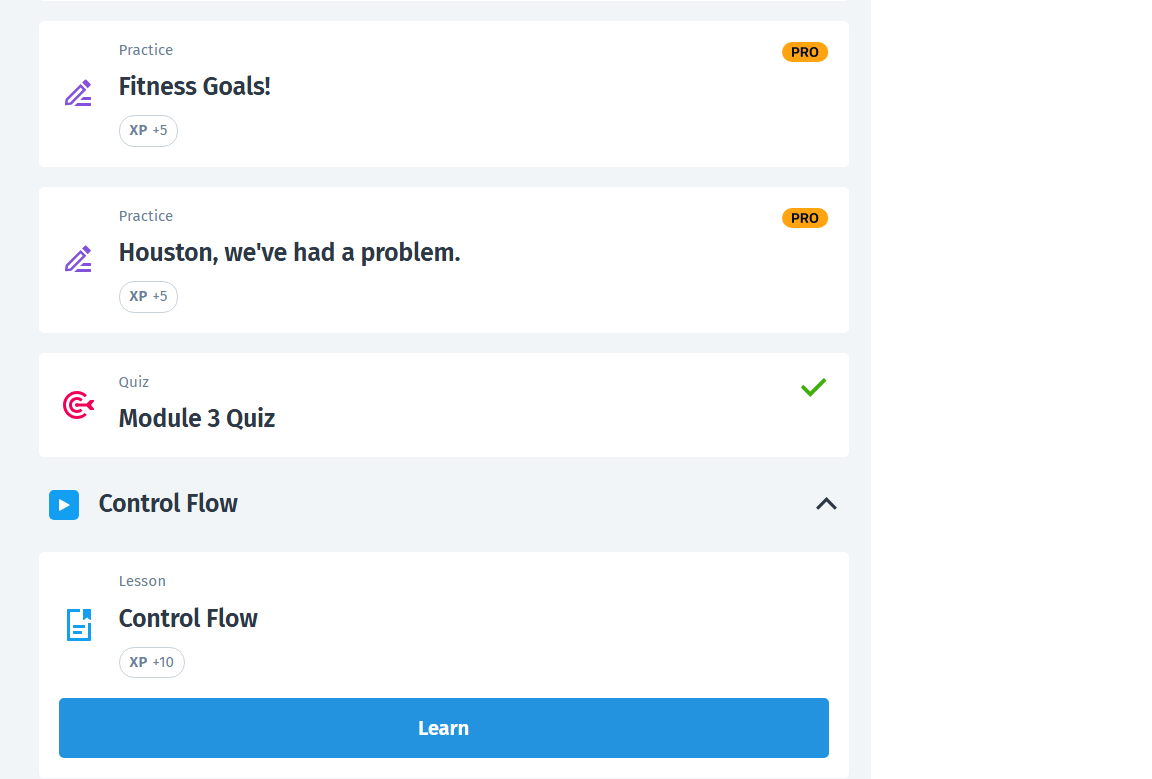 Practice
PRO
Fitness Goals!
XP +5
Practice
PRO
Houston, we've had a problem.
XP +5
Quiz
Module 3 Quiz
Control Flow
Lesson
Control Flow
XP +10
Learn